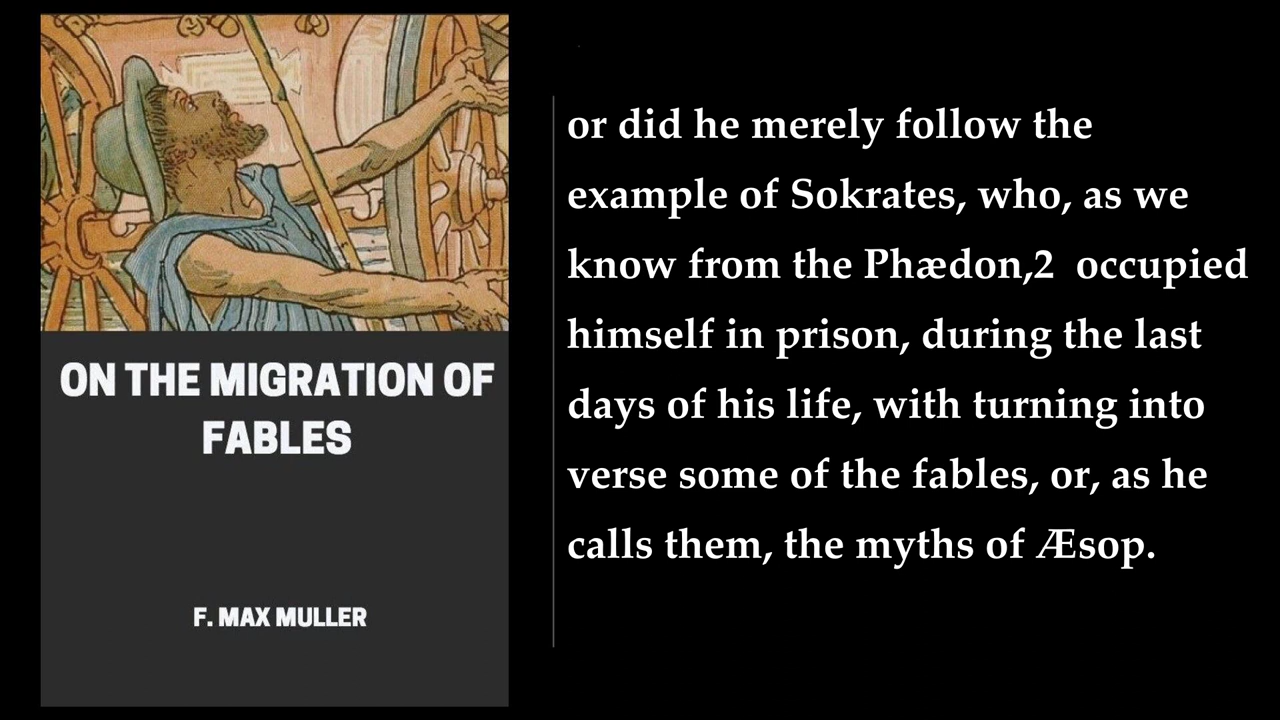 ON THE MIGRATION OF
FABLES
F. MAX MULLER
or did he merely follow the
example of Sokrates, who, as we
know from the Phædon,2 occupied
himself in prison, during the last
days of his life, with turning into
verse some of the fables, or, as he
calls them, the myths of Æsop.